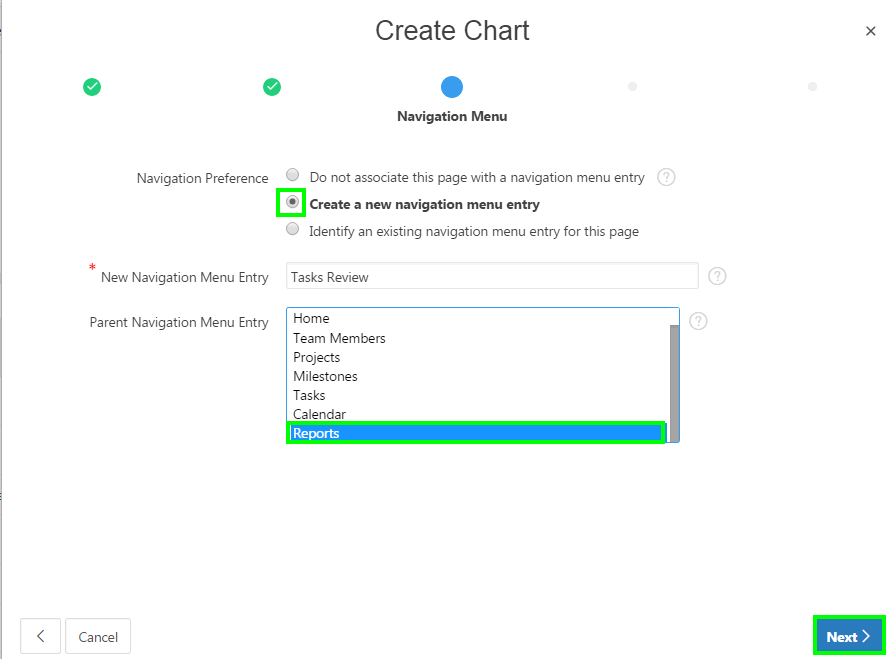 Create Chart
×
Navigation Menu
Navigation Preference
Do not associate this page with a navigation menu entry ?
Create a new navigation menu entry
Identify an existing navigation menu entry for this page
* New Navigation Menu Entry Tasks Review ?
Parent Navigation Menu Entry ?
Home
Team Members
Projects
Milestones
Tasks
Calendar
Reports
< Cancel Next >